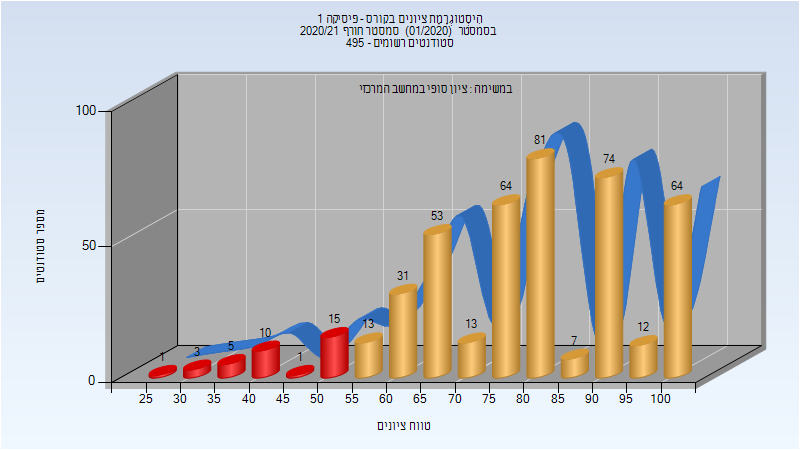 היסטוגרמת ציונים בקורס - פיסיקה 1
בסמסטר (01/2020) סמסטר חורף 2020/21
סטודנטים רשומים - 495
במשימה : ציון סופי במחשב המרכזי
מספר סטודנטים
100
50
0
1 3 5 10 1 15 13 31 53 13 64 81 7 74 12 64
25 30 35 40 45 50 55 60 65 70 75 80 85 90 95 100
טווח ציונים